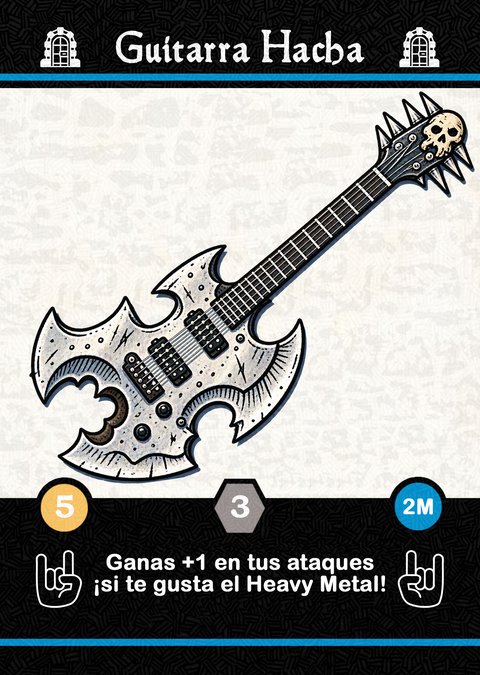 Guitarra Hacha
5
3
2M
Ganas +1 en tus ataques
¡si te gusta el Heavy Metal!